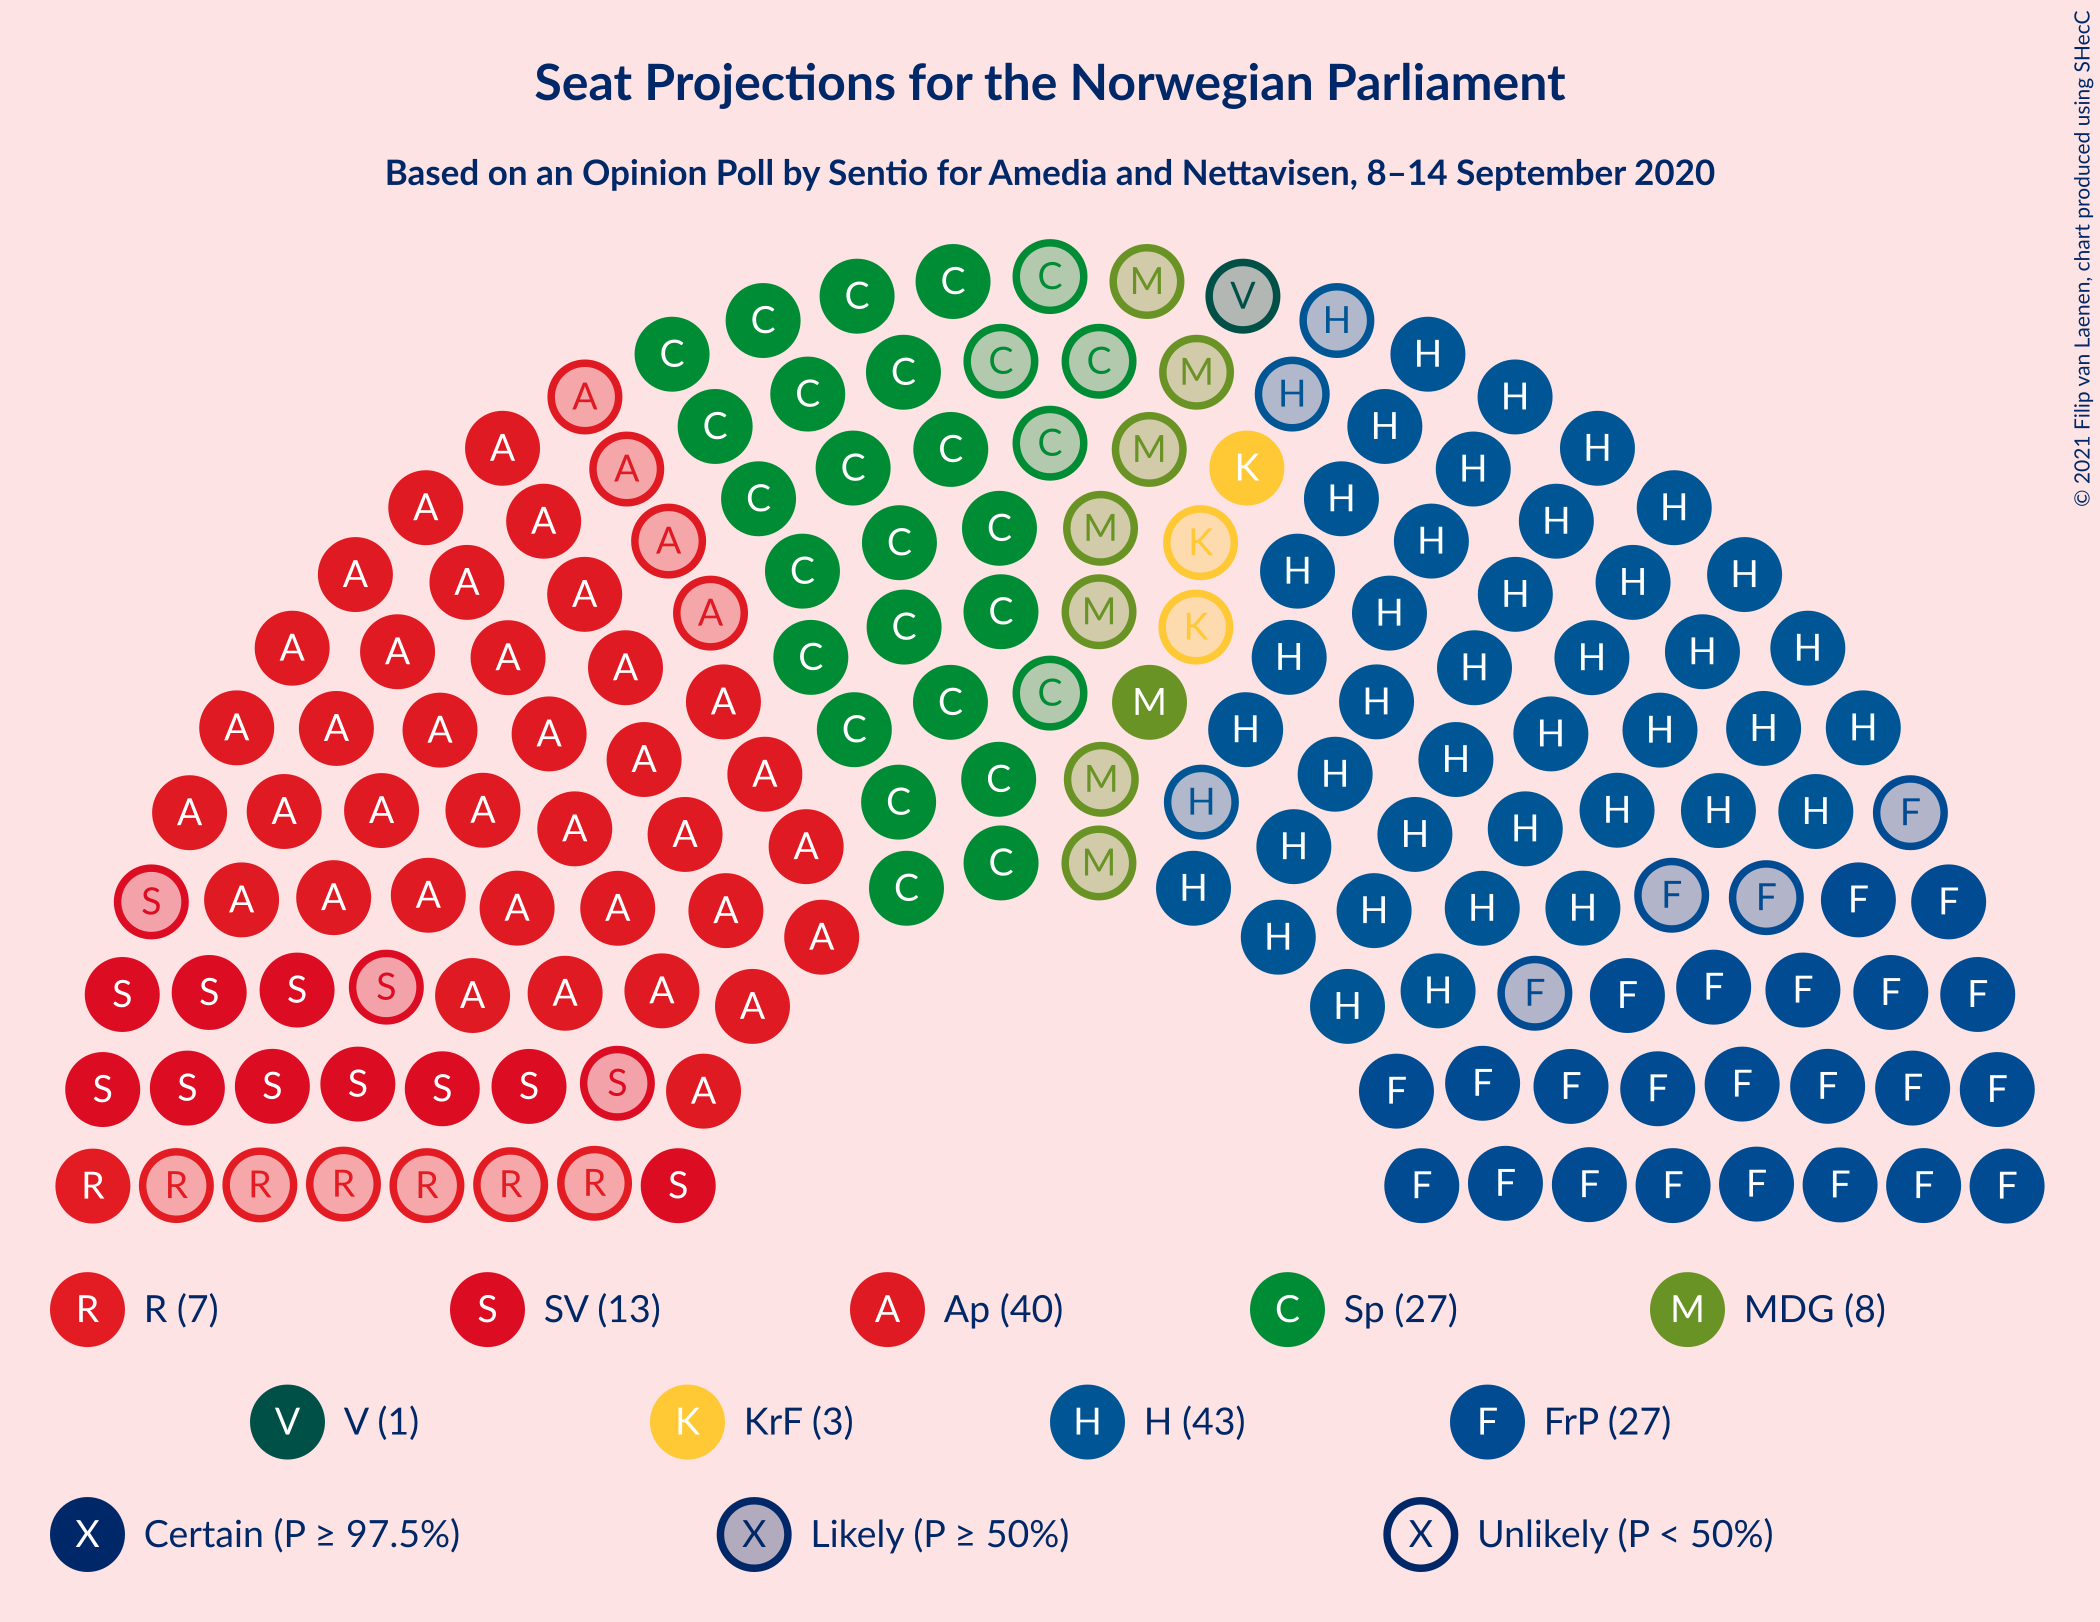 Seat Projections for the Norwegian Parliament
Based on an Opinion Poll by Sentio for Amedia and Nettavisen, 8–14 September 2020
© 2021 Filip van Laenen, chart produced using SHecC
C C C M V H
C C H
A C C C C M H H
A C C H H
A C C C M K H H
A C C H H
A A C C M K H H
A A C C H H
A A C C M K H H
A A C C M H H
A A A C C H H H
A A A C C C M H H H
A A A A A C C H H H H H
A A A A A C C M H H H H H
A A A A A A A C C M H H H H H H F
S A A A A A A A H H H H F F F F
S S S S A A A A H H F F F F F F
S S S S S S S A F F F F F F F F
R R R R R R R S F F F F F F F F
R R (7) S SV (13) A Ap (40) C Sp (27) M MDG (8)
V V (1) K KrF (3) H H (43) F FrP (27)
X Certain (P ≥ 97.5%) X Likely (P ≥ 50%) X Unlikely (P < 50%)